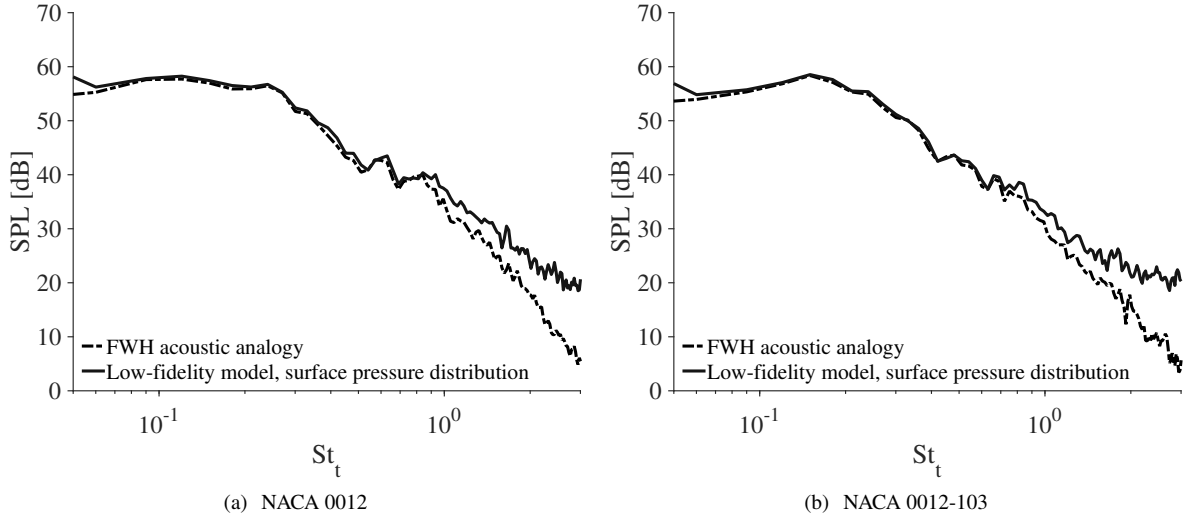 70
60
50
40
30
20
10
0
SPL [dB]
FWH acoustic analogy
Low-fidelity model, surface pressure distribution
10^-1
10^0
St_t
(a) NACA 0012
70
60
50
40
30
20
10
0
SPL [dB]
FWH acoustic analogy
Low-fidelity model, surface pressure distribution
10^-1
10^0
St_t
(b) NACA 0012-103